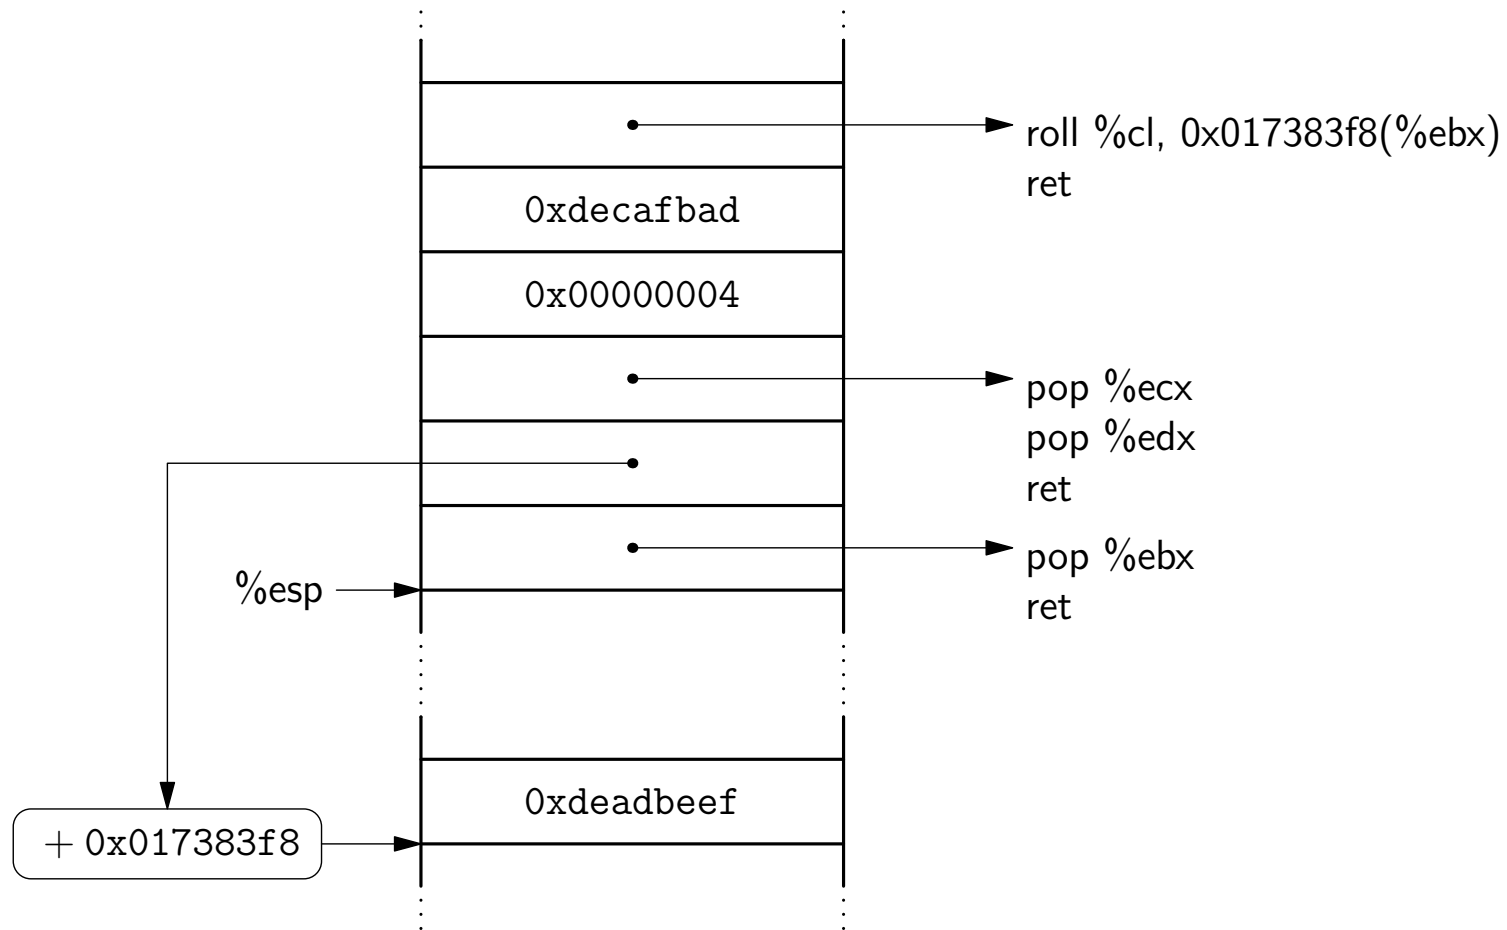 roll %cl, 0x017383f8(%ebx)
ret
0xdecafbad
0x00000004
pop %ecx
pop %edx
ret
pop %ebx
%esp
ret
0xdeadbeef
+ 0x017383f8